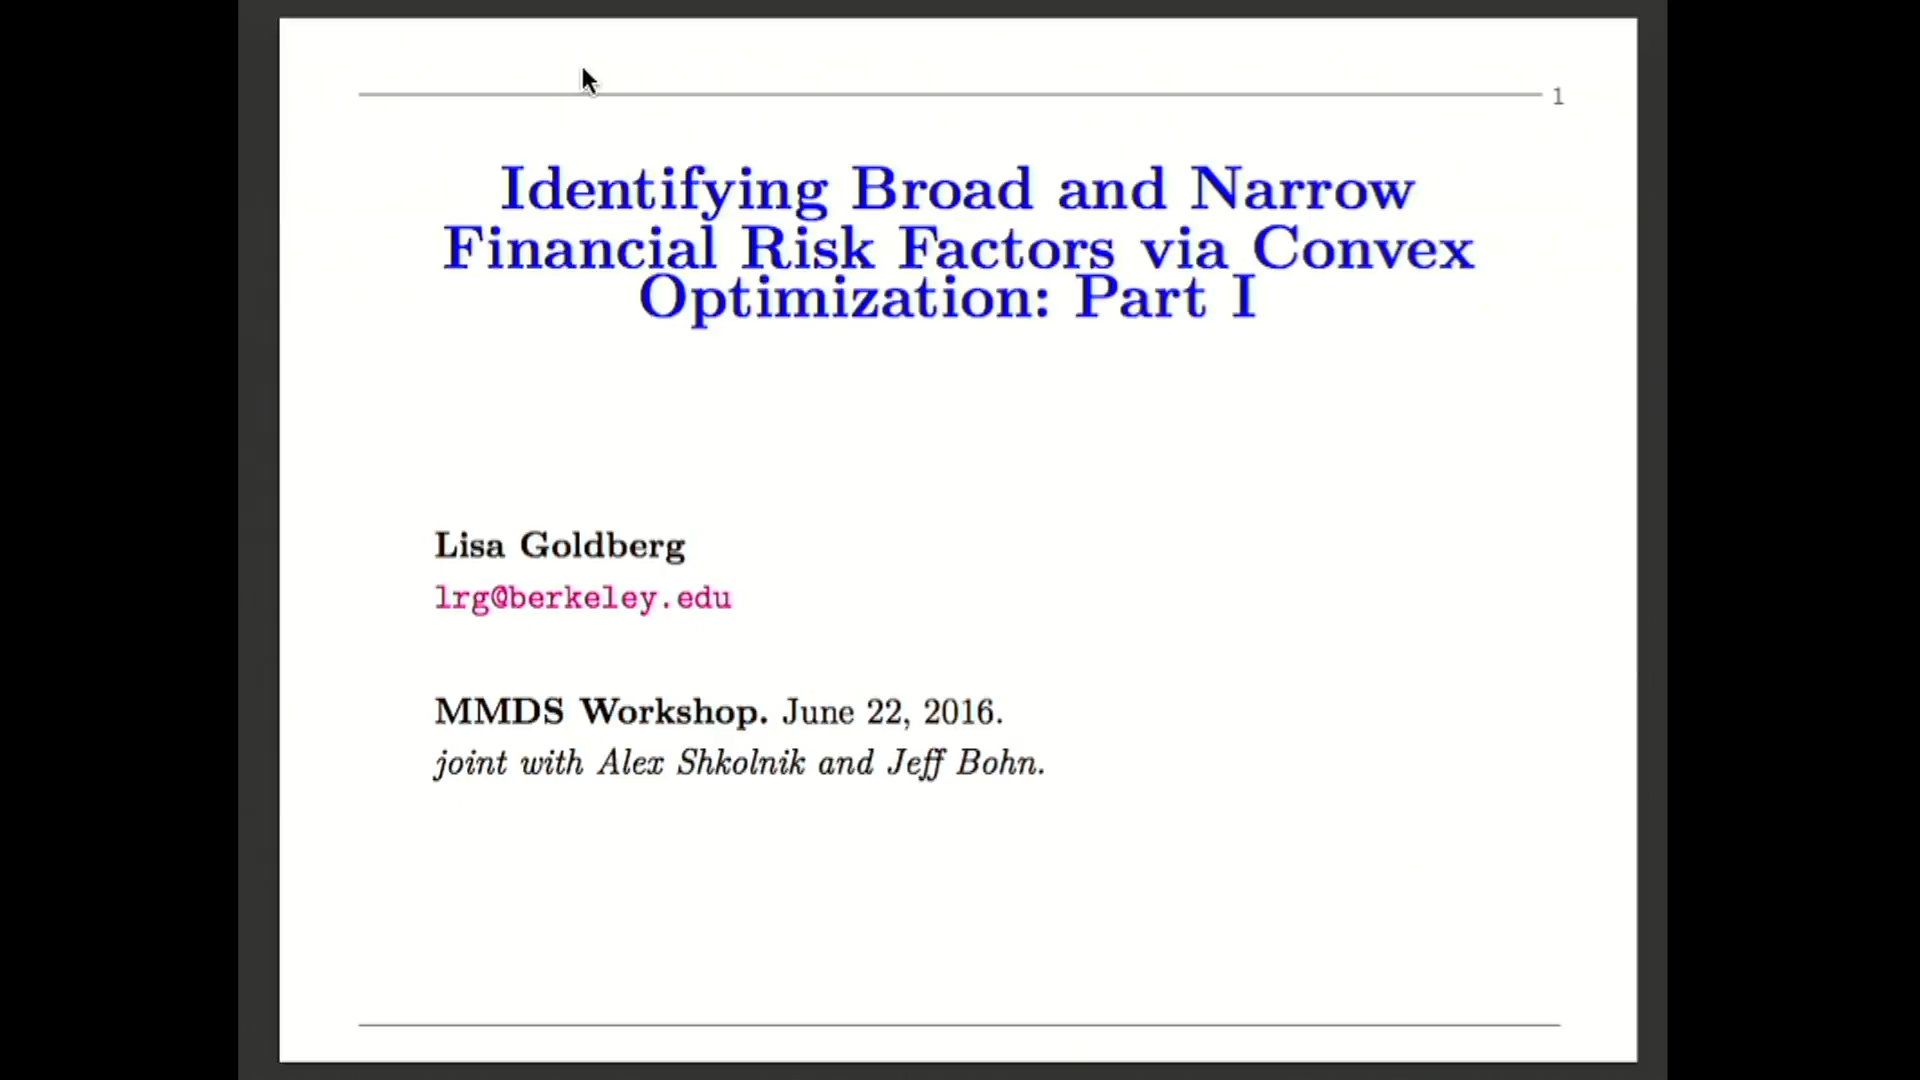 1
Identifying Broad and Narrow
Financial Risk Factors via Convex
Optimization: Part I
Lisa Goldberg
lrg@berkeley.edu
MMDS Workshop. June 22, 2016.
joint with Alex Shkolnik and Jeff Bohn.